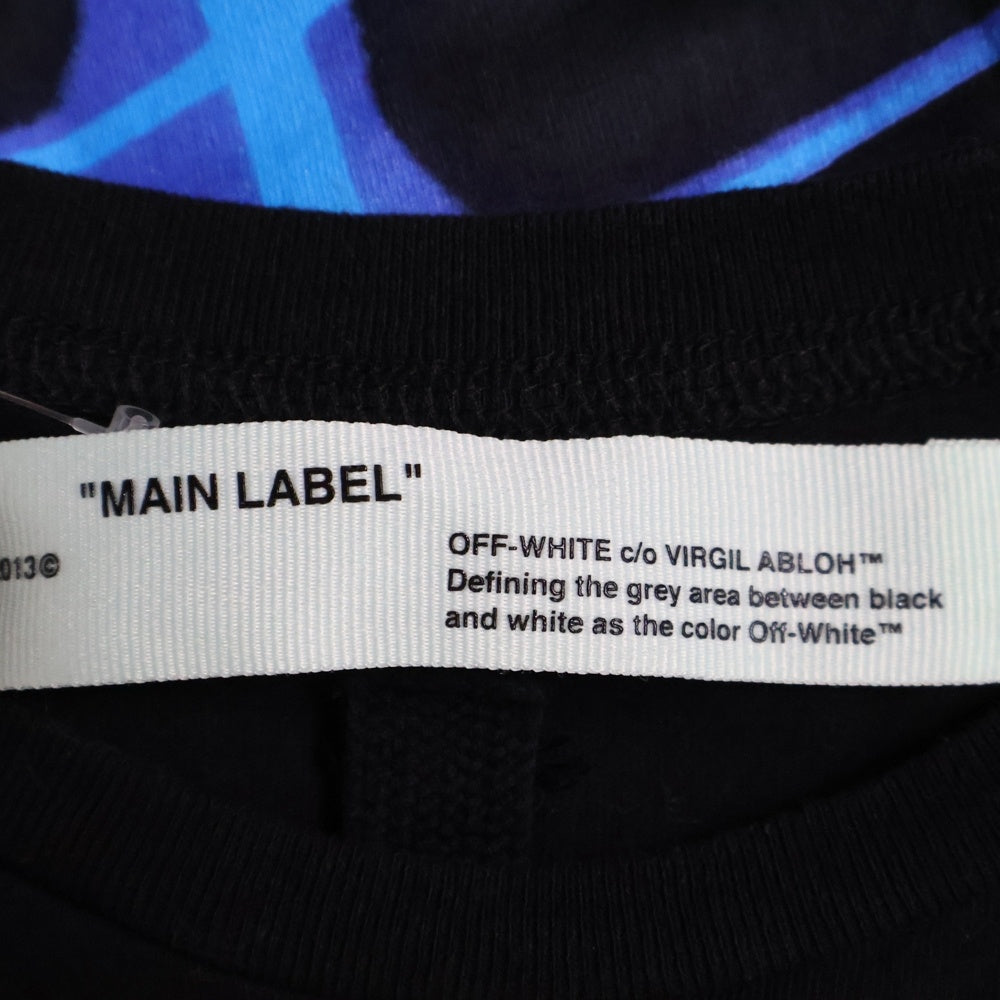 "MAIN LABEL"
013©
OFF-WHITE c/o VIRGIL ABLOH™
Defining the grey area between black
and white as the color Off-White™